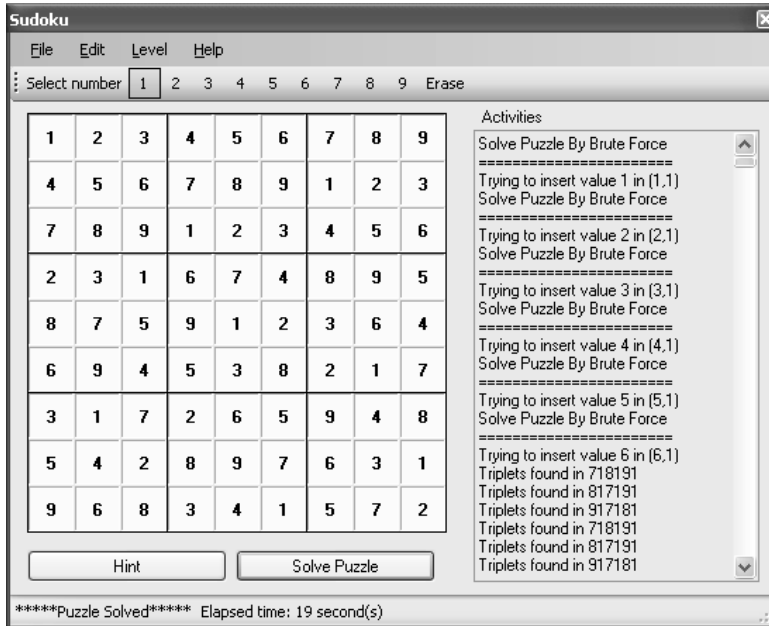 Sudoku
File Edit Level Help
Select number 1 2 3 4 5 6 7 8 9 Erase
1 2 3 4 5 6 7 8 9
4 5 6 7 8 9 1 2 3
7 8 9 1 2 3 4 5 6
2 3 1 6 7 4 8 9 5
8 7 5 9 1 2 3 6 4
6 9 4 5 3 8 2 1 7
3 1 7 2 6 5 9 4 8
5 4 2 8 9 7 6 3 1
9 6 8 3 4 1 5 7 2
Hint Solve Puzzle
Activities
Solve Puzzle By Brute Force
========================
Trying to insert value 1 in (1,1)
Solve Puzzle By Brute Force
========================
Trying to insert value 2 in (2,1)
Solve Puzzle By Brute Force
========================
Trying to insert value 3 in (3,1)
Solve Puzzle By Brute Force
========================
Trying to insert value 4 in (4,1)
Solve Puzzle By Brute Force
========================
Trying to insert value 5 in (5,1)
Solve Puzzle By Brute Force
========================
Trying to insert value 6 in (6,1)
Triplets found in 718191
Triplets found in 817191
Triplets found in 917181
Triplets found in 718191
Triplets found in 817191
Triplets found in 917181
*****Puzzle Solved***** Elapsed time: 19 second(s)